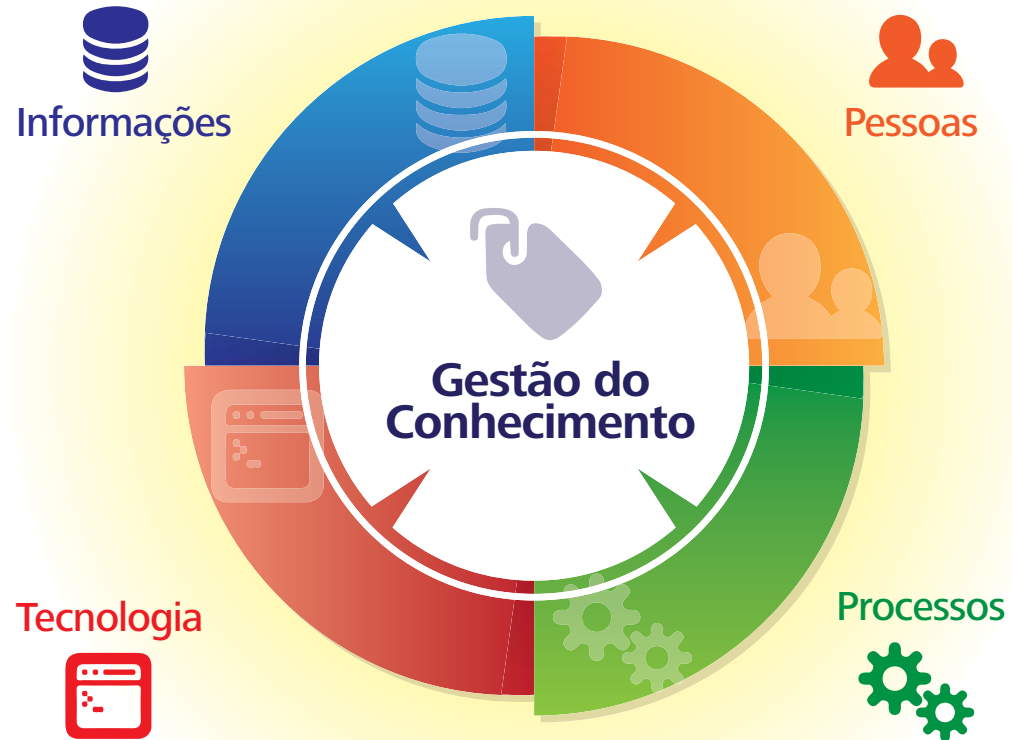 Informações
Pessoas
Gestão do
Conhecimento
Tecnologia
Processos